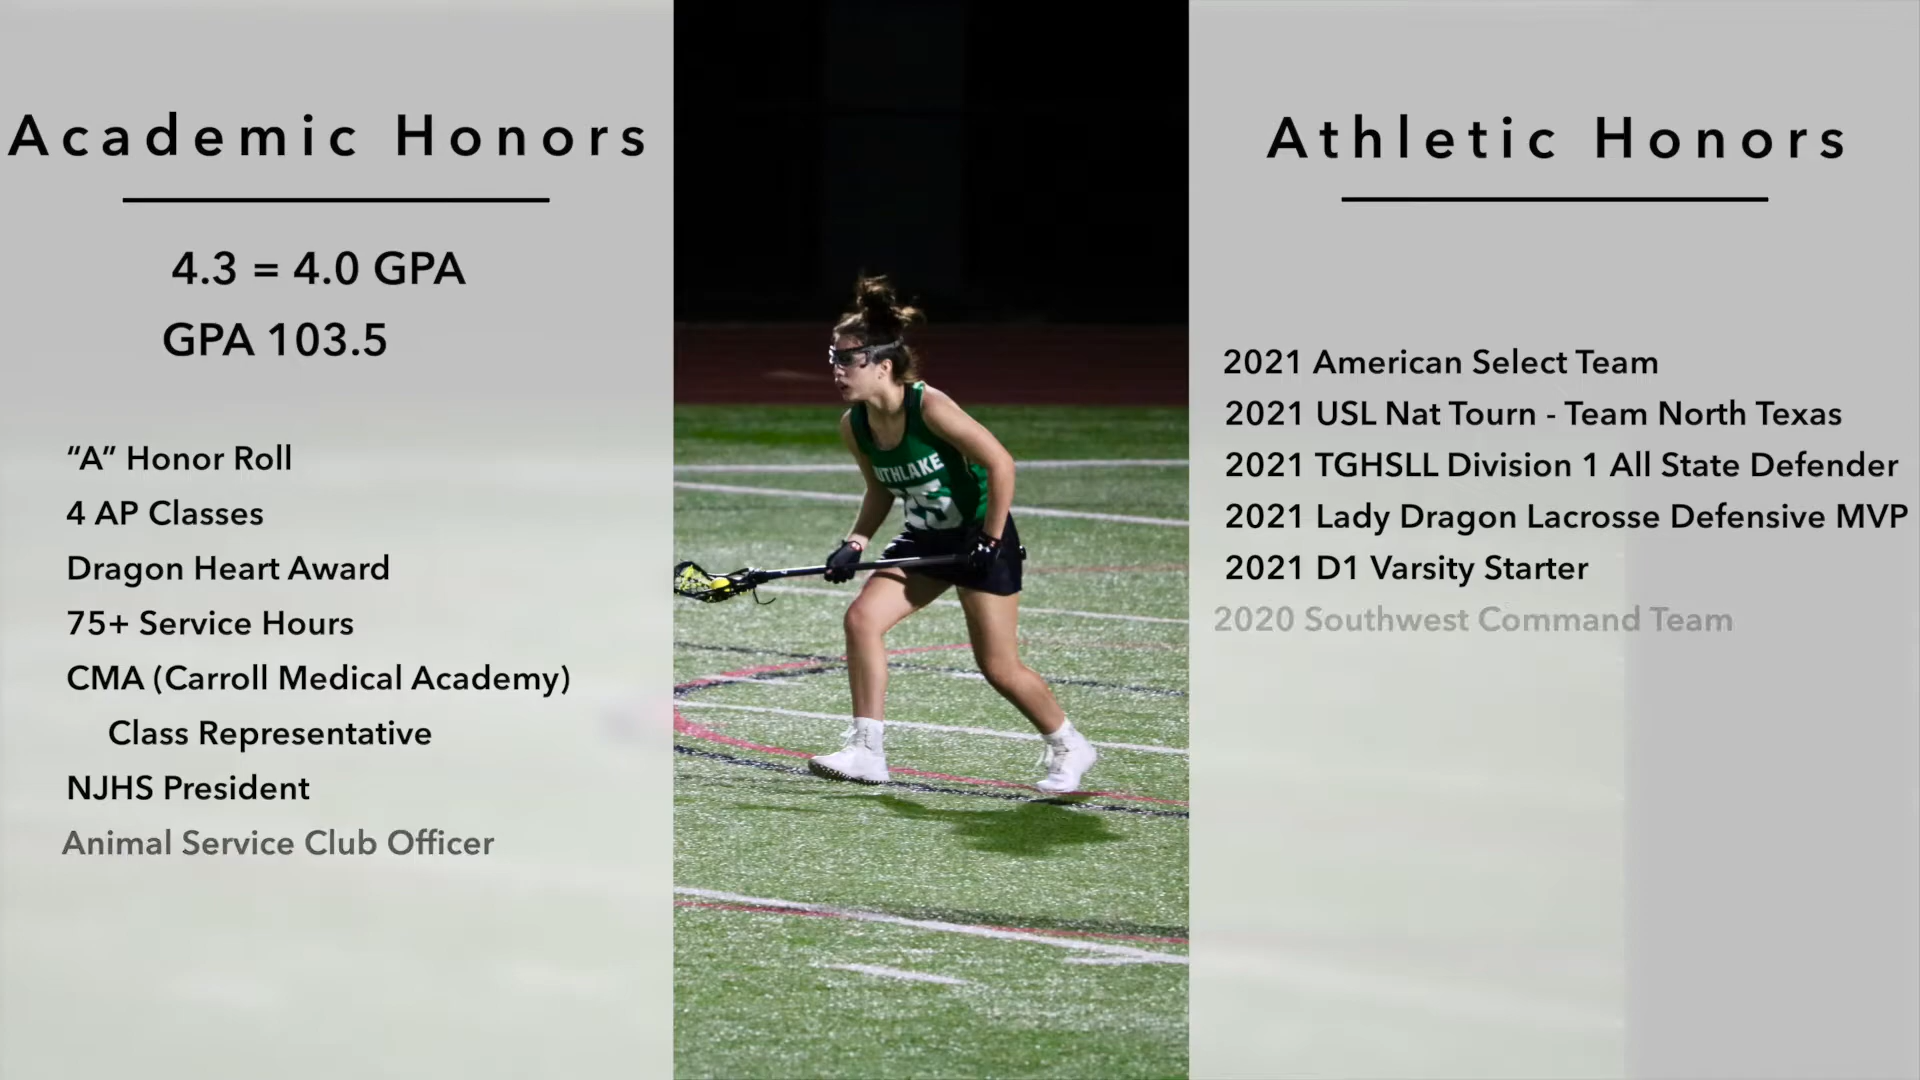 Academic Honors
4.3 = 4.0 GPA
GPA 103.5
“A” Honor Roll
4 AP Classes
Dragon Heart Award
75+ Service Hours
CMA (Carroll Medical Academy)
Class Representative
NJHS President
Animal Service Club Officer
UTHLAKE
25
Athletic Honors
2021 American Select Team
2021 USL Nat Tourn - Team North Texas
2021 TGHSLL Division 1 All State Defender
2021 Lady Dragon Lacrosse Defensive MVP
2021 D1 Varsity Starter
2020 Southwest Command Team